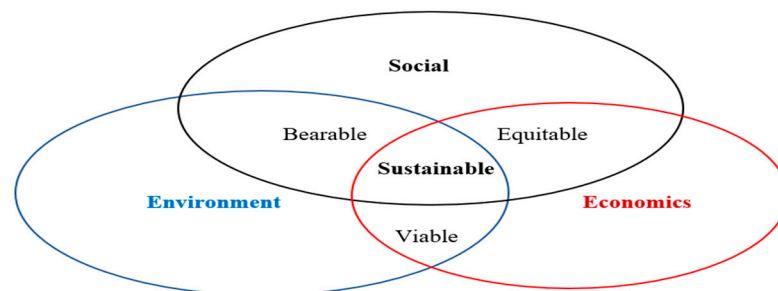 Social
Bearable
Equitable
Sustainable
Environment
Economics
Viable